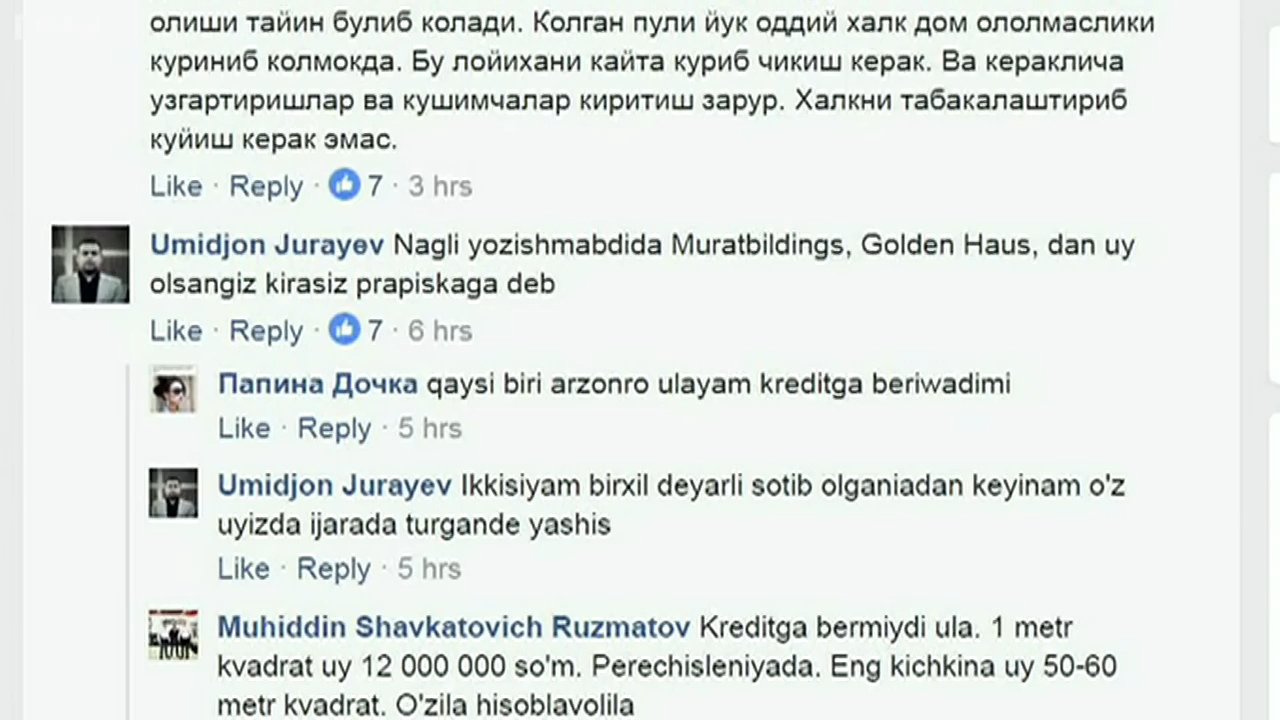 олиши тайин булиб колади. Колган пули йук оддий халк дом ололмаслики
куриниб колмокда. Бу лойихани кайта куриб чикиш керак. Ва кераклича
узгартиришлар ва кушимчалар киритиш зарур. Халкни табакалаштириб
куйиш керак эмас.
Like · Reply · 7 · 3 hrs
Umidjon Jurayev Nagli yozishmabdida Muratbildings, Golden Haus, dan uy
olsangiz kirasiz prapiskaga deb
Like · Reply · 7 · 6 hrs
Папина Дочка qaysi biri arzonro ulayam kreditga beriwadimi
Like · Reply · 5 hrs
Umidjon Jurayev Ikkisiyam birxil deyarli sotib olganiadan keyinam o'z
uyizda ijarada turgande yashis
Like · Reply · 5 hrs
Muhiddin Shavkatovich Ruzmatov Kreditga bermiydi ula. 1 metr
kvadrat uy 12 000 000 so'm. Perechisleniyada. Eng kichkina uy 50-60
metr kvadrat. O'zila hisoblavolila